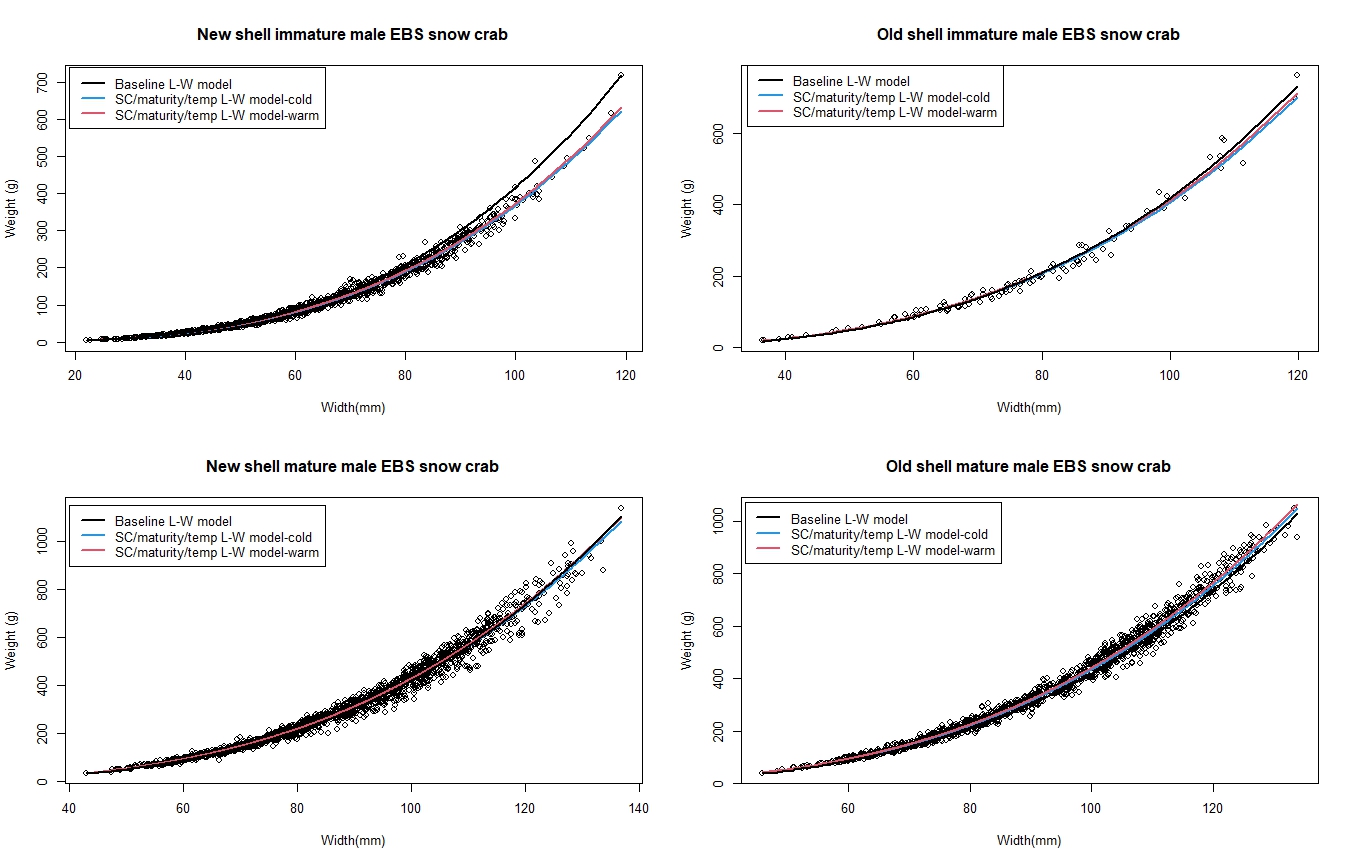 New shell immature male EBS snow crab
Baseline L-W model
SC/maturity/temp L-W model-cold
SC/maturity/temp L-W model-warm
Weight (g)
700
600
500
400
300
200
100
0
20 40 60 80 100 120
Width(mm)
Old shell immature male EBS snow crab
Baseline L-W model
SC/maturity/temp L-W model-cold
SC/maturity/temp L-W model-warm
Weight (g)
600
400
200
0
40 60 80 100 120
Width(mm)
New shell mature male EBS snow crab
Baseline L-W model
SC/maturity/temp L-W model-cold
SC/maturity/temp L-W model-warm
Weight (g)
1000
800
600
400
200
0
40 60 80 100 120 140
Width(mm)
Old shell mature male EBS snow crab
Baseline L-W model
SC/maturity/temp L-W model-cold
SC/maturity/temp L-W model-warm
Weight (g)
1000
800
600
400
200
0
60 80 100 120
Width(mm)